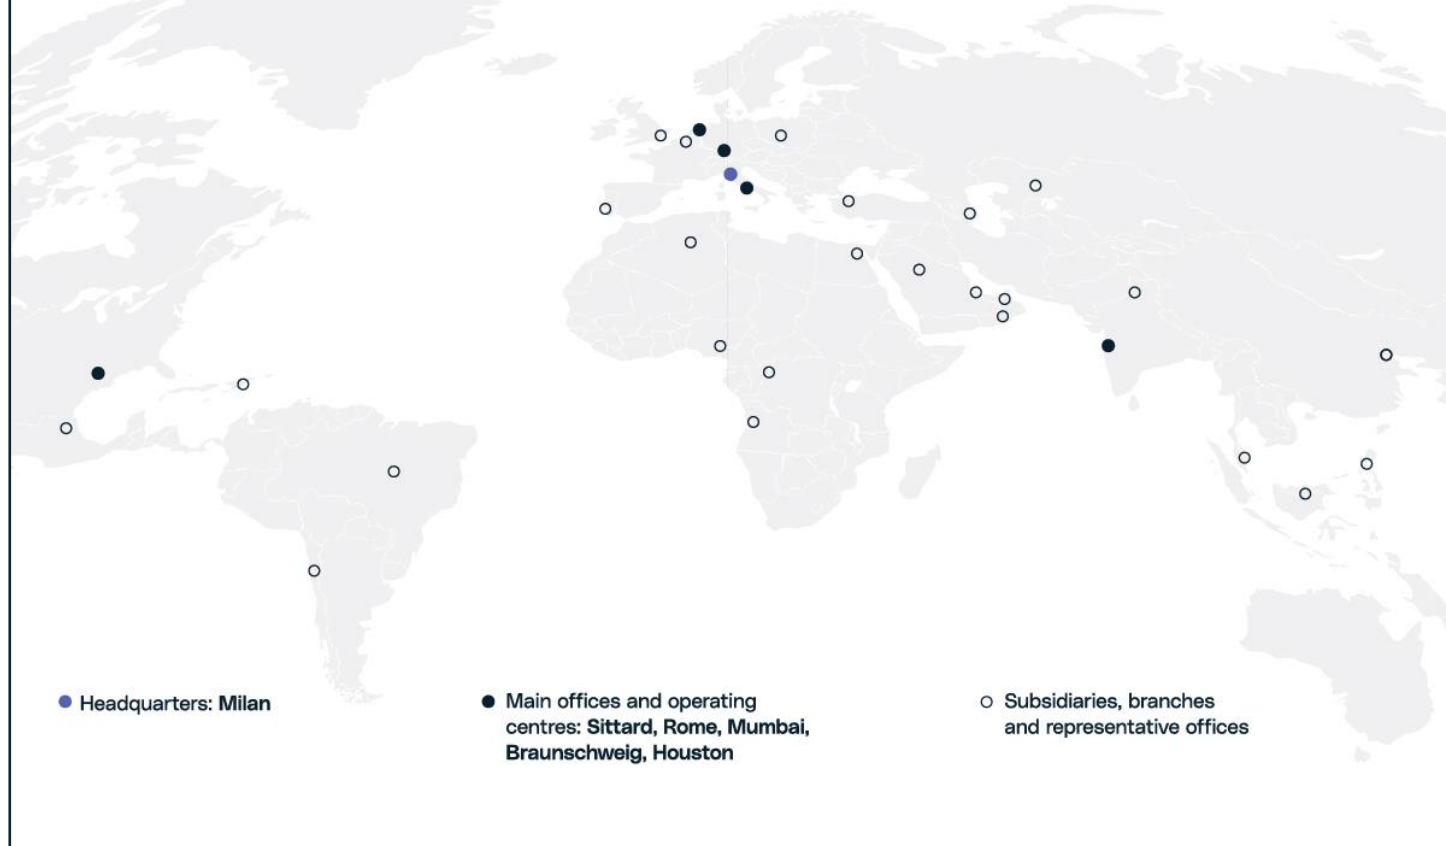 Headquarters: Milan
Main offices and operating
centres: Sittard, Rome, Mumbai,
Braunschweig, Houston
Subsidiaries, branches
and representative offices